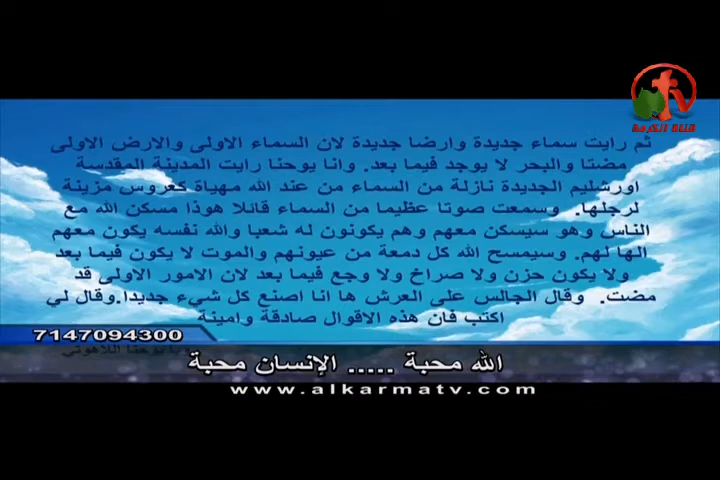 قناة الكرمة
ثم رايت سماء جديدة وارضا جديدة لان السماء الاولى والارض الاولى
مضتا والبحر لا يوجد فيما بعد. وانا يوحنا رايت المدينة المقدسة
اورشليم الجديدة نازلة من السماء من عند الله مهياة كعروس مزينة
لرجلها. وسمعت صوتا عظيما من السماء قائلا هوذا مسكن الله مع
الناس وهو سيسكن معهم وهم يكونون له شعبا والله نفسه يكون معهم
الها لهم. وسيمسح الله كل دمعة من عيونهم والموت لا يكون فيما بعد
ولا يكون حزن ولا صراخ ولا وجع فيما بعد لان الامور الاولى قد
مضت. وقال الجالس على العرش ها انا اصنع كل شيء جديدا.وقال لي
اكتب فان هذه الاقوال صادقة وامينة
7147094300
يوحنا اللاهوتي
الله محبة ..... الإنسان محبة
www.alkarmatv.com